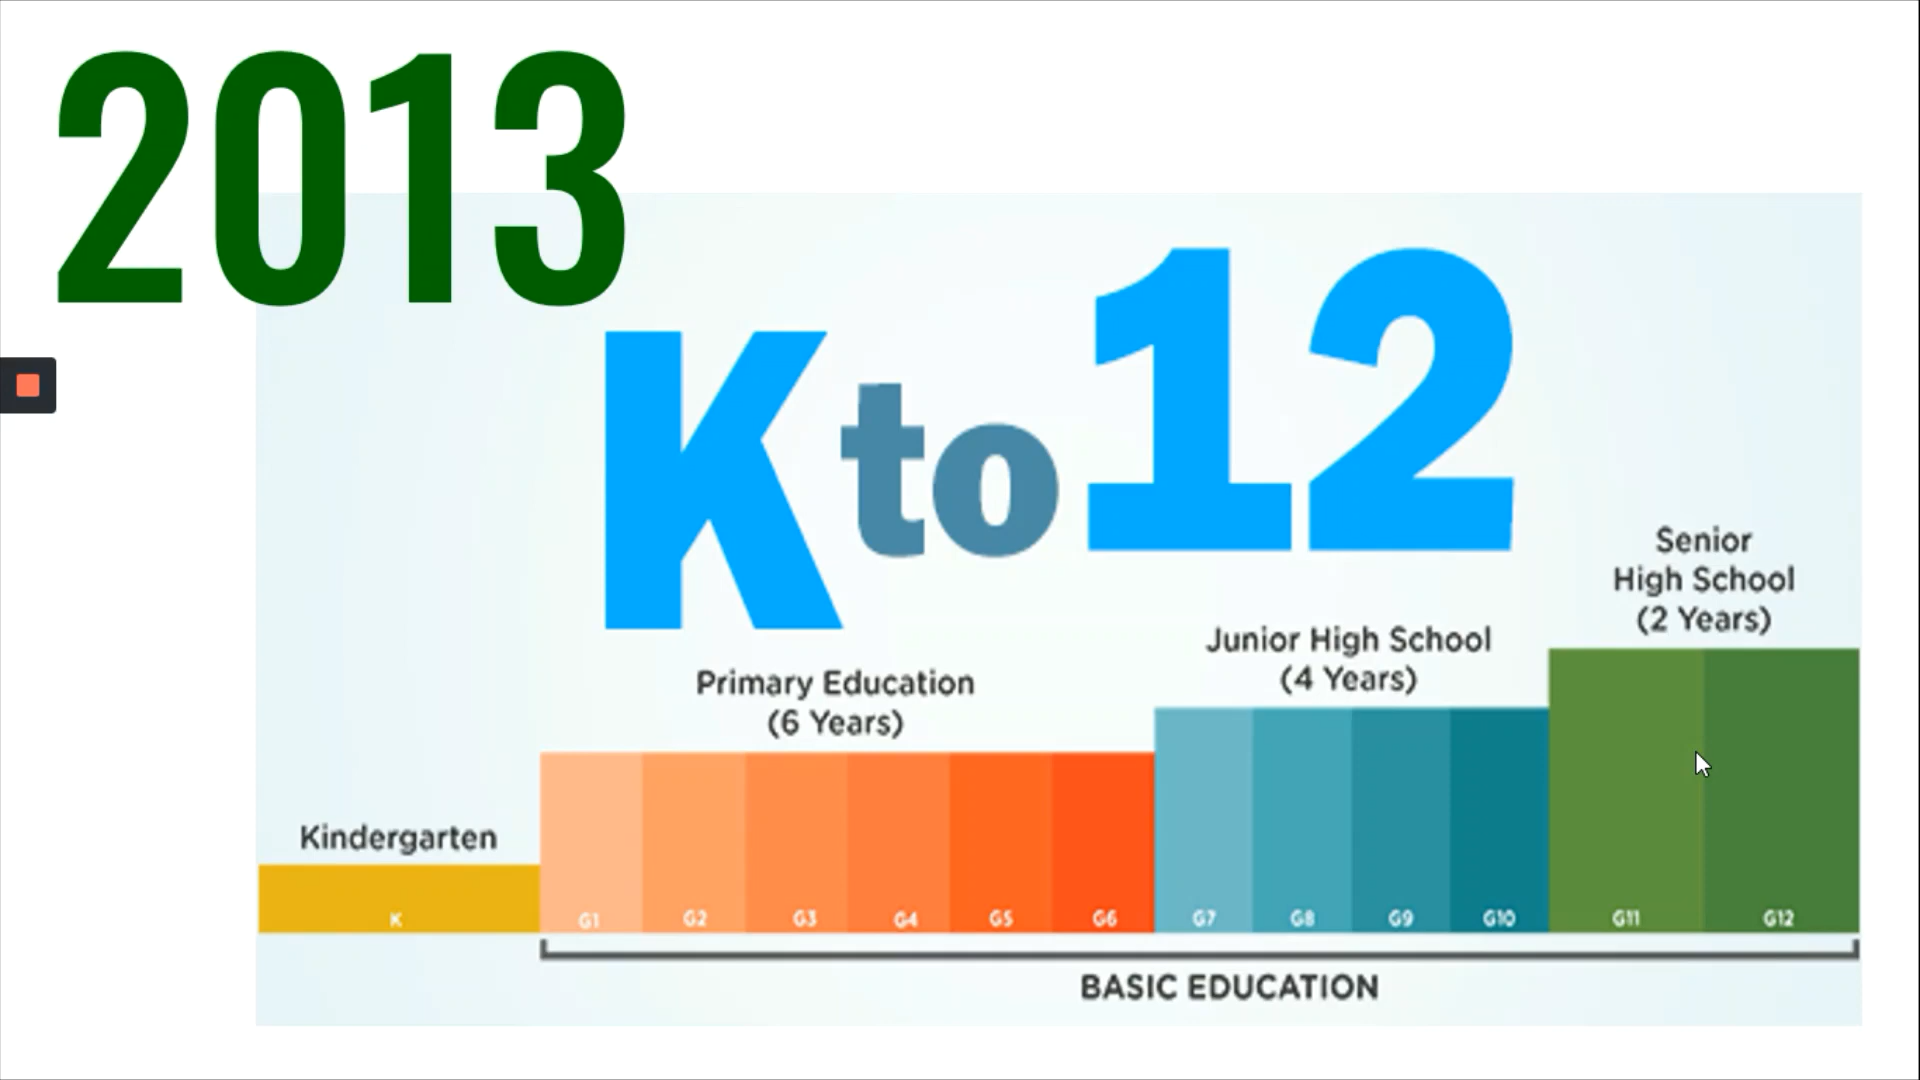 2013
K to 12
Senior
High School
(2 Years)
Junior High School
(4 Years)
Primary Education
(6 Years)
Kindergarten
K G1 G2 G3 G4 G5 G6 G7 G8 G9 G10 G11 G12
BASIC EDUCATION